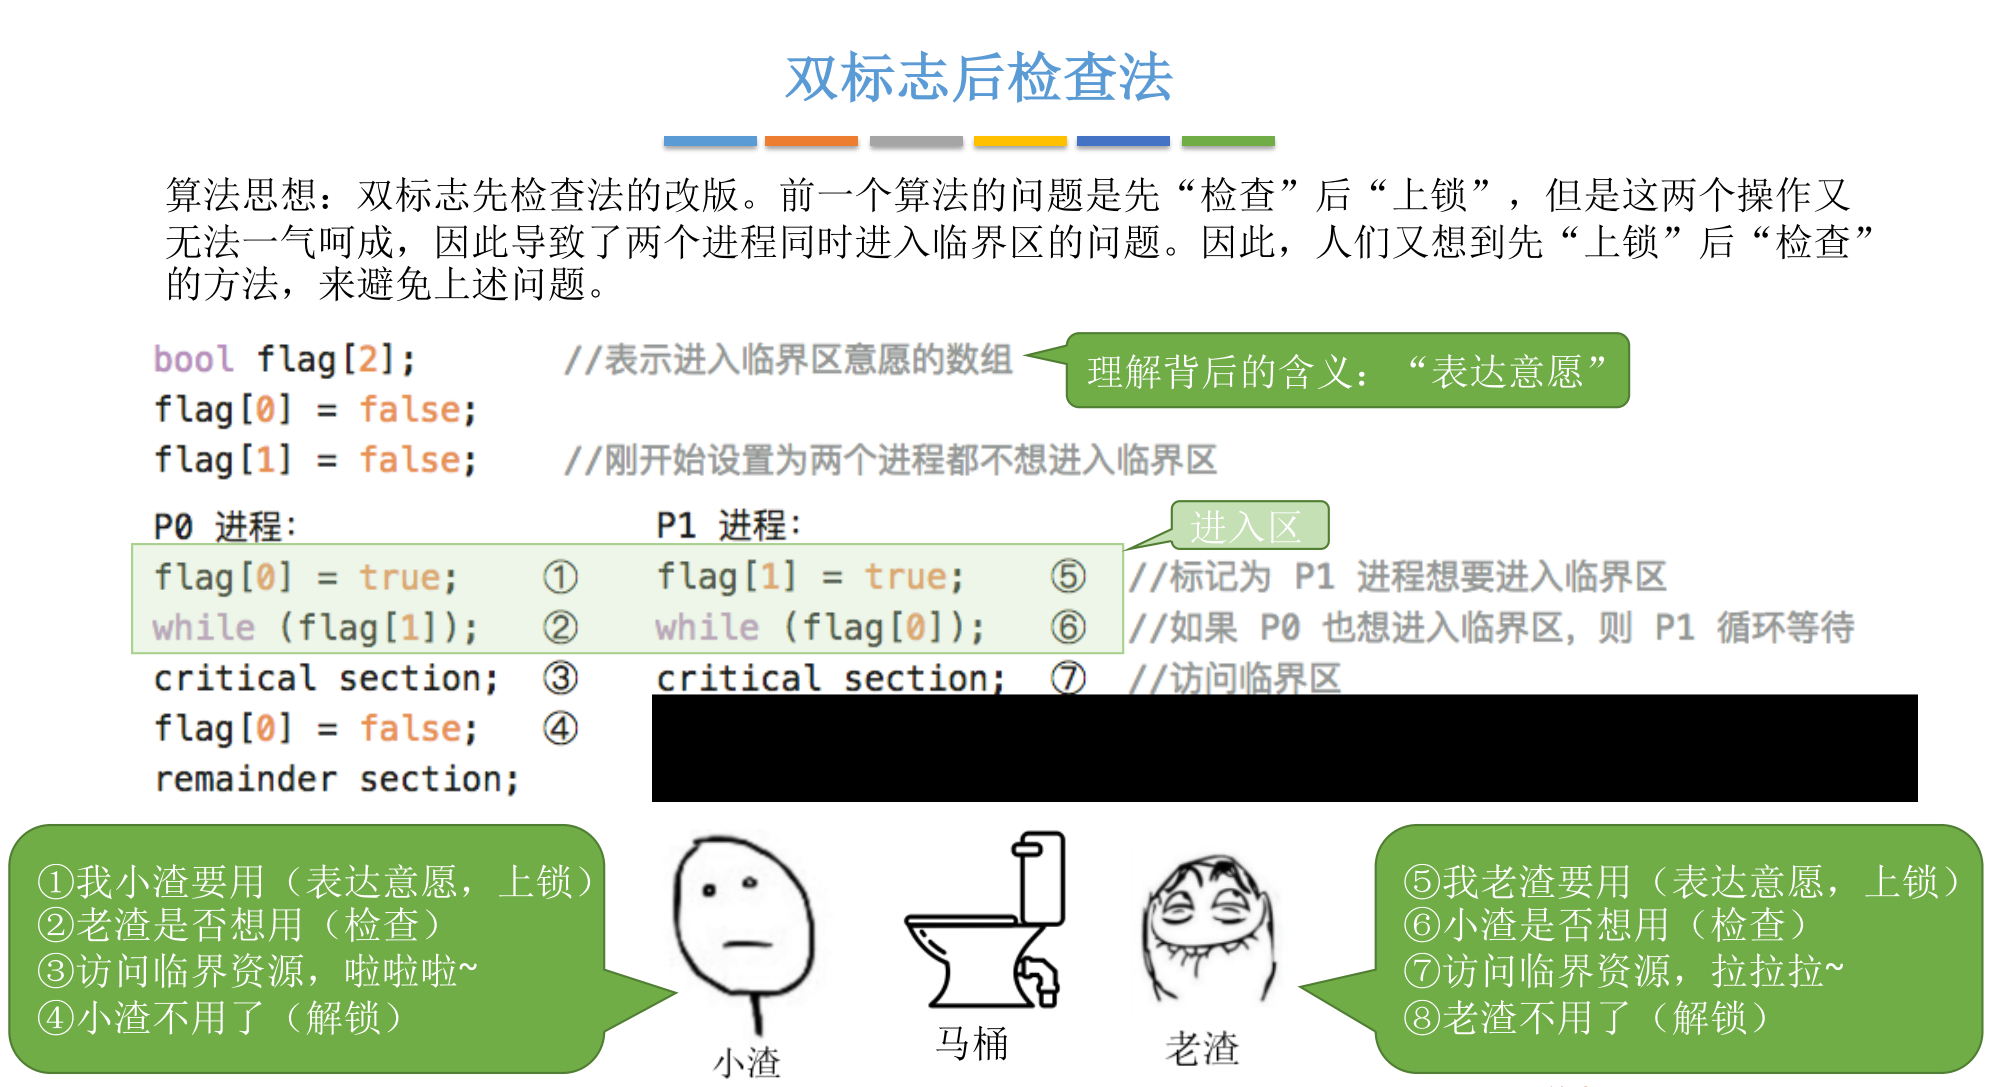 双标志后检查法
算法思想：双标志先检查法的改版。前一个算法的问题是先“检查”后“上锁”，但是这两个操作又
无法一气呵成，因此导致了两个进程同时进入临界区的问题。因此，人们又想到先“上锁”后“检查”
的方法，来避免上述问题。
bool flag[2]; //表示进入临界区意愿的数组
理解背后的含义：“表达意愿”
flag[0] = false;
flag[1] = false; //刚开始设置为两个进程都不想进入临界区
进入区
P0 进程: P1 进程:
flag[0] = true; ① flag[1] = true; ⑤ //标记为 P1 进程想要进入临界区
while (flag[1]); ② while (flag[0]); ⑥ //如果 P0 也想进入临界区, 则 P1 循环等待
critical section; ③ critical section; ⑦ //访问临界区
flag[0] = false; ④
remainder section;
①我小渣要用（表达意愿，上锁）
②老渣是否想用（检查）
③访问临界资源，啦啦啦~
④小渣不用了（解锁）
小渣
马桶
老渣
⑤我老渣要用（表达意愿，上锁）
⑥小渣是否想用（检查）
⑦访问临界资源，拉拉拉~
⑧老渣不用了（解锁）